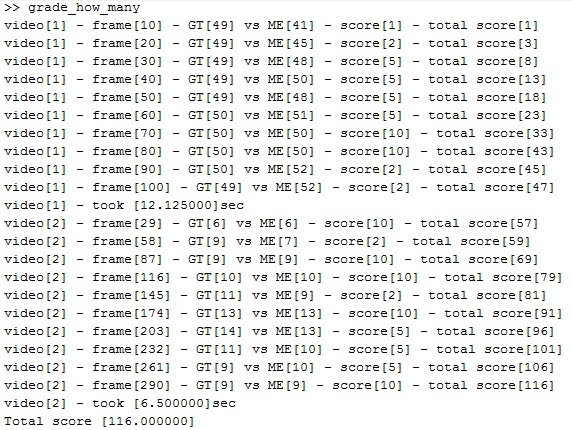 >> grade_how_many
video[1] - frame[10] - GT[49] vs ME[41] - score[1] - total score[1]
video[1] - frame[20] - GT[49] vs ME[45] - score[2] - total score[3]
video[1] - frame[30] - GT[49] vs ME[48] - score[5] - total score[8]
video[1] - frame[40] - GT[49] vs ME[48] - score[5] - total score[13]
video[1] - frame[50] - GT[49] vs ME[48] - score[5] - total score[18]
video[1] - frame[60] - GT[50] vs ME[51] - score[5] - total score[23]
video[1] - frame[70] - GT[50] vs ME[50] - score[10] - total score[33]
video[1] - frame[80] - GT[50] vs ME[50] - score[10] - total score[43]
video[1] - frame[90] - GT[50] vs ME[52] - score[2] - total score[45]
video[1] - frame[100] - GT[49] vs ME[52] - score[2] - total score[47]
video[1] - took [12.125000]sec
video[2] - frame[29] - GT[6] vs ME[6] - score[10] - total score[57]
video[2] - frame[58] - GT[9] vs ME[7] - score[2] - total score[59]
video[2] - frame[87] - GT[9] vs ME[9] - score[10] - total score[69]
video[2] - frame[116] - GT[10] vs ME[10] - score[10] - total score[79]
video[2] - frame[145] - GT[11] vs ME[9] - score[2] - total score[81]
video[2] - frame[174] - GT[13] vs ME[13] - score[10] - total score[91]
video[2] - frame[203] - GT[14] vs ME[13] - score[5] - total score[96]
video[2] - frame[232] - GT[11] vs ME[10] - score[5] - total score[101]
video[2] - frame[261] - GT[9] vs ME[10] - score[5] - total score[106]
video[2] - frame[290] - GT[9] vs ME[9] - score[10] - total score[116]
video[2] - took [6.500000]sec
Total score [116.000000]